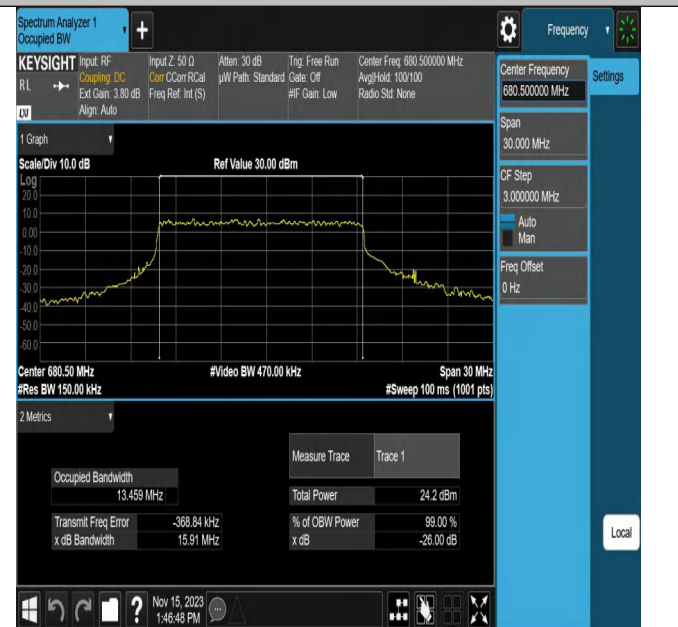 Spectrum Analyzer 1
Occupied BW
+
Frequency
KEYSIGHT
RL
LXI
Input: RF
Coupling: DC
Ext Gain: 3.80 dB
Align: Auto
Input Z: 50 Ω
Corr CCorr RCal
Freq Ref: Int (S)
Atten: 30 dB
µW Path: Standard
Trig: Free Run
Gate: Off
#IF Gain: Low
Center Freq: 680.500000 MHz
Avg|Hold: 100/100
Radio Std: None
Center Frequency
680.500000 MHz
Settings
Span
30.000 MHz
CF Step
3.000000 MHz
Auto
Man
Freq Offset
0 Hz
1 Graph
Scale/Div 10.0 dB
Ref Value 30.00 dBm
Log
20.0
10.0
0.00
-10.0
-20.0
-30.0
-40.0
-50.0
-60.0
Center 680.50 MHz
#Video BW 470.00 kHz
Span 30 MHz
#Res BW 150.00 kHz
#Sweep 100 ms (1001 pts)
2 Metrics
Measure Trace Trace 1
Occupied Bandwidth
13.459 MHz
Total Power 24.2 dBm
Transmit Freq Error -368.84 kHz
% of OBW Power 99.00 %
x dB Bandwidth 15.91 MHz
x dB -26.00 dB
Local
?
Nov 15, 2023
1:46:48 PM